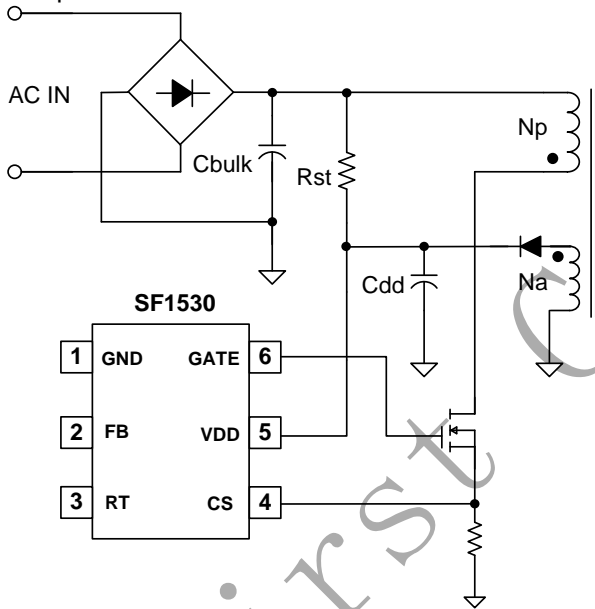 AC IN
Cbulk
Rst
Np
Cdd
Na
SF1530
1 GND GATE 6
2 FB VDD 5
3 RT CS 4
irst C